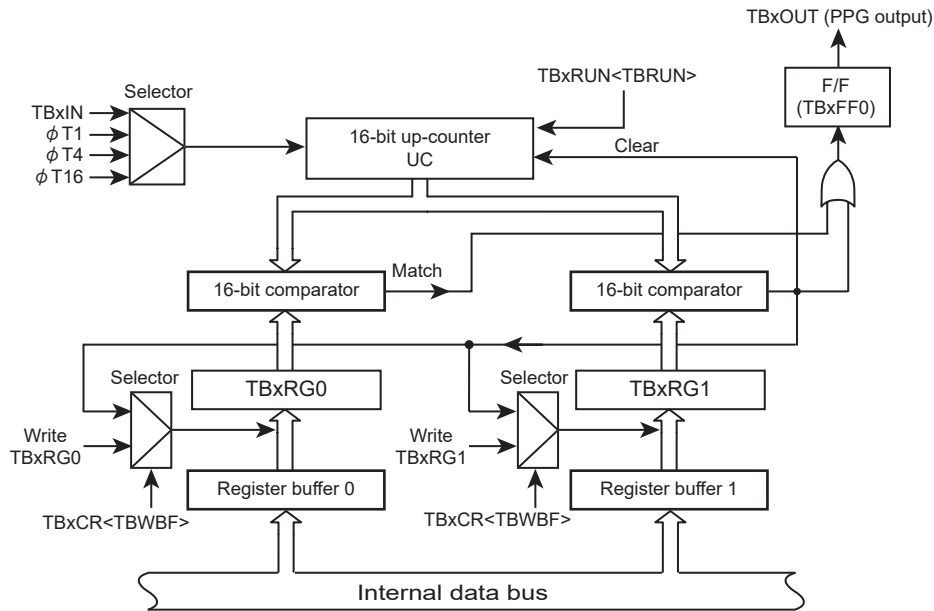 TBxOUT (PPG output)
F/F
(TBxFF0)
TBxRUN<TBRUN>
Selector
TBxIN
ϕT1
ϕT4
ϕT16
16-bit up-counter
UC
Clear
16-bit comparator
Match
16-bit comparator
Selector
TBxRG0
Selector
TBxRG1
Write
TBxRG0
Write
TBxRG1
Register buffer 0
Register buffer 1
TBxCR<TBWBF>
TBxCR<TBWBF>
Internal data bus